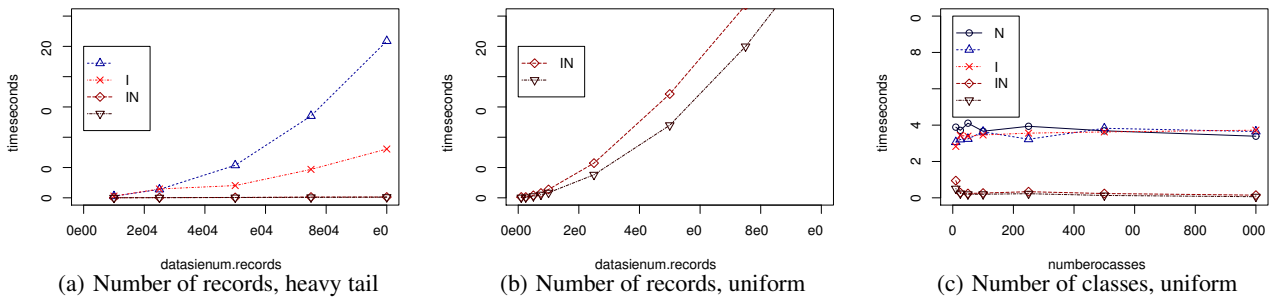 timeseconds
20
0
0
0
I
IN
0e00
2e04
4e04
e04
8e04
e0
datasienum.records
(a) Number of records, heavy tail
timeseconds
20
0
0
0
IN
0e00
2e0
4e0
e0
8e0
e0
datasienum.records
(b) Number of records, uniform
timeseconds
0
8
6
4
2
0
N
I
IN
0
200
400
00
800
000
numberocasses
(c) Number of classes, uniform